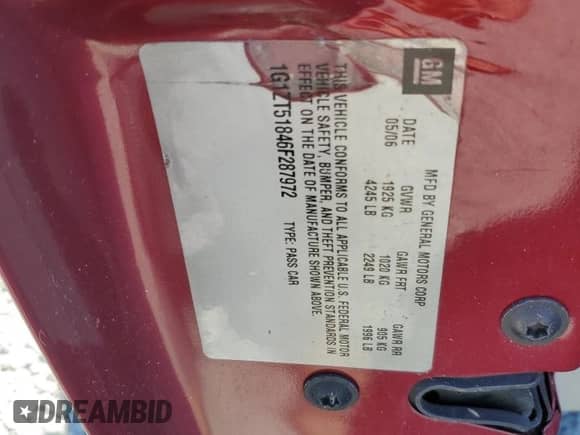 GM
MFD BY GENERAL MOTORS CORP
DATE GVWR GAWR FRT GAWR RR
05/06 1925 KG 1020 KG 905 KG
4245 LB 2249 LB 1996 LB
THIS VEHICLE CONFORMS TO ALL APPLICABLE U.S. FEDERAL MOTOR
VEHICLE SAFETY, BUMPER, AND THEFT PREVENTION STANDARDS IN
EFFECT ON THE DATE OF MANUFACTURE SHOWN ABOVE.
1G1ZT51846F287972 TYPE: PASS CAR
DREAMBID